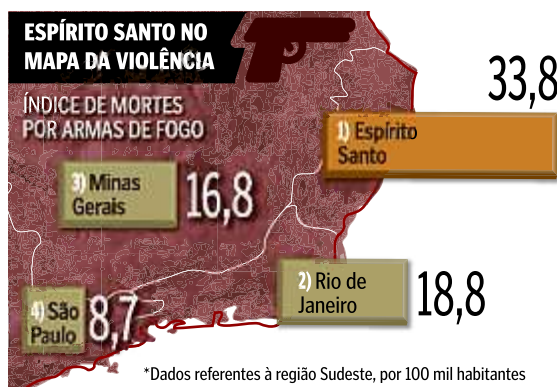 ESPÍRITO SANTO NO
MAPA DA VIOLÊNCIA
ÍNDICE DE MORTES
POR ARMAS DE FOGO
33,8
1) Espírito
Santo
3) Minas
Gerais
16,8
2) Rio de
Janeiro
18,8
4) São
Paulo
8,7
*Dados referentes à região Sudeste, por 100 mil habitantes